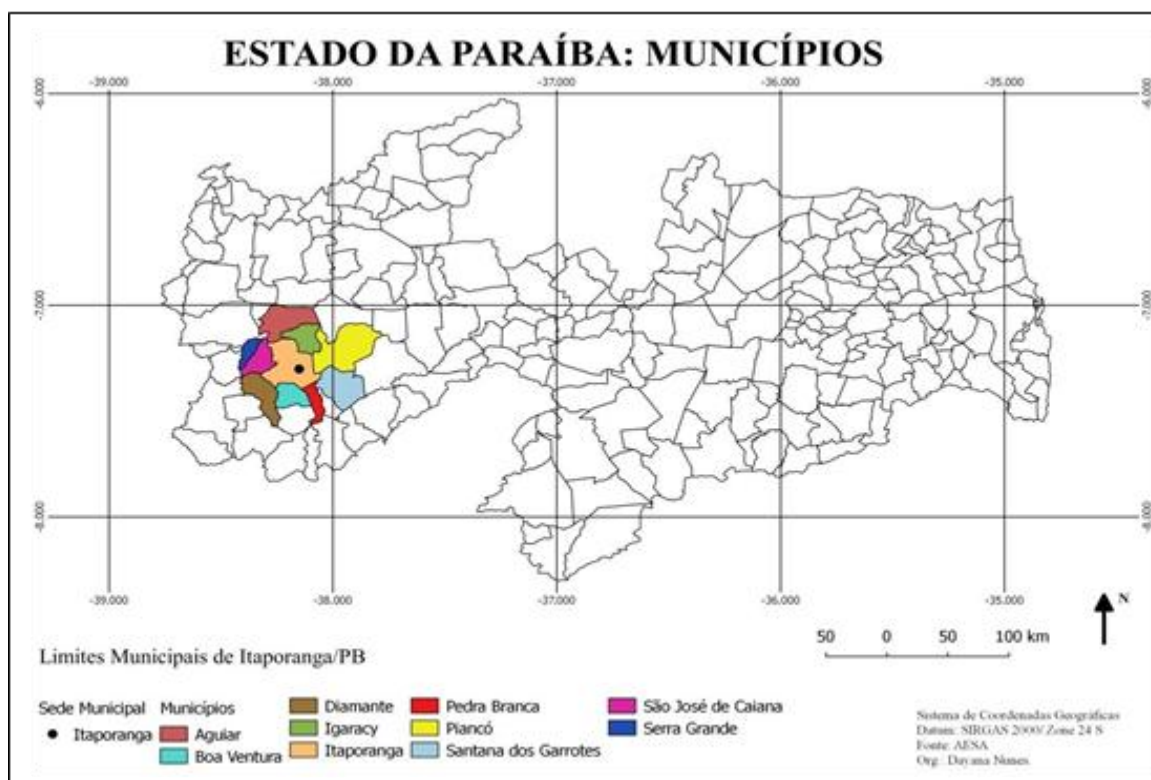 ESTADO DA PARAÍBA: MUNICÍPIOS
-39.000 -38.000 -37.000 -36.000 -35.000
-6.000 -6.000
-7.000 -7.000
-8.000 -8.000
-39.000 -38.000 -37.000 -36.000 -35.000
N
50 0 50 100 km
Limites Municipais de Itaporanga/PB
Sede Municipal Municípios
Itaporanga
Aguiar
Boa Ventura
Diamante
Igaracy
Itaporanga
Pedra Branca
Piancó
Santana dos Garrotes
São José de Caiana
Serra Grande
Sistema de Coordenadas Geográficas
Datum: SIRGAS 2000/ Zone 24 S
Fonte: AESA
Org.: Dayana Nunes